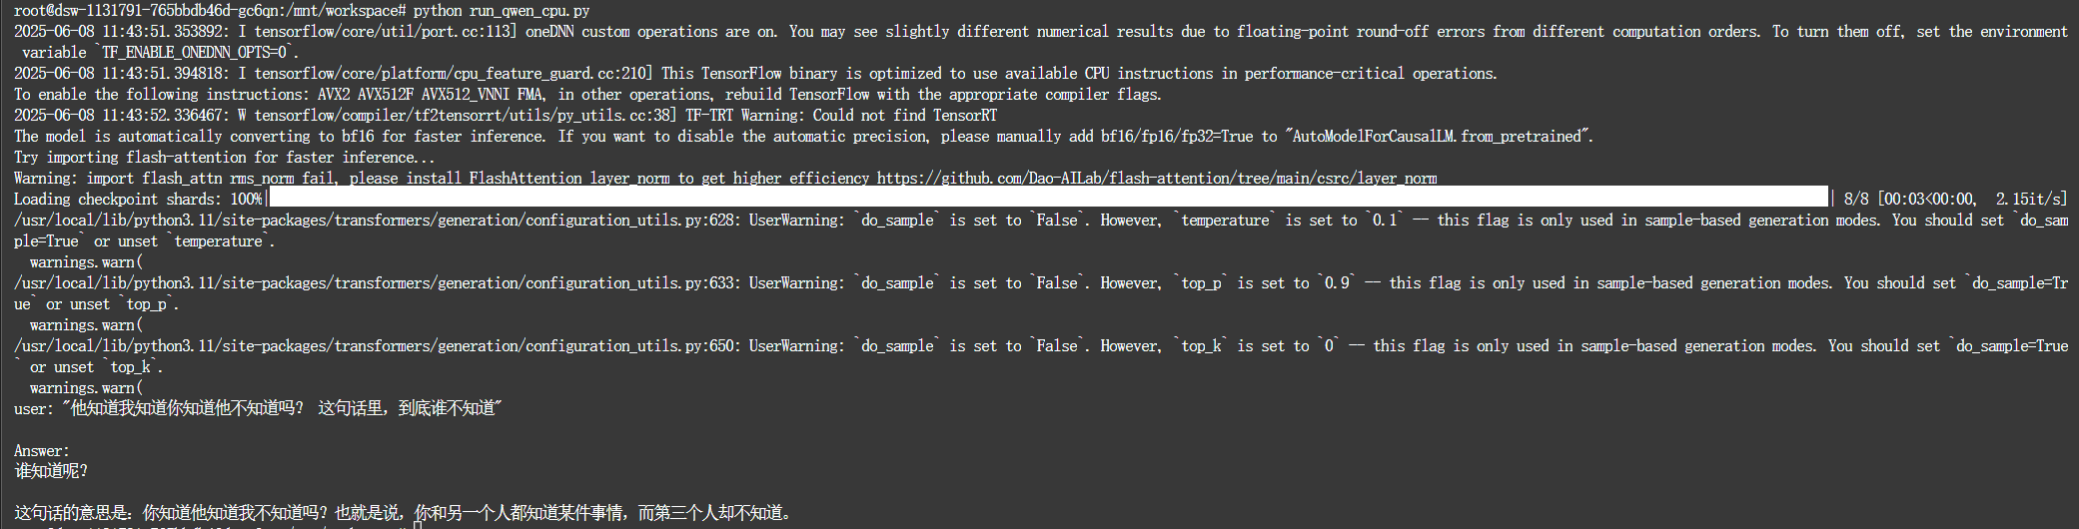 root@dsw-1131791-765bbdb46d-gc6qn:/mnt/workspace# python run_qwen_cpu.py
2025-06-08 11:43:51.353892: I tensorflow/core/util/port.cc:113] oneDNN custom operations are on. You may see slightly different numerical results due to floating-point round-off errors from different computation orders. To turn them off, set the environment
 variable `TF_ENABLE_ONEDNN_OPTS=0`.
2025-06-08 11:43:51.394818: I tensorflow/core/platform/cpu_feature_guard.cc:210] This TensorFlow binary is optimized to use available CPU instructions in performance-critical operations.
To enable the following instructions: AVX2 AVX512F AVX512_VNNI FMA, in other operations, rebuild TensorFlow with the appropriate compiler flags.
2025-06-08 11:43:52.336467: W tensorflow/compiler/tf2tensorrt/utils/py_utils.cc:38] TF-TRT Warning: Could not find TensorRT
The model is automatically converting to bf16 for faster inference. If you want to disable the automatic precision, please manually add bf16/fp16/fp32=True to "AutoModelForCausalLM.from_pretrained".
Try importing flash-attention for faster inference...
Warning: import flash_attn rms_norm fail, please install FlashAttention layer_norm to get higher efficiency https://github.com/Dao-AILab/flash-attention/tree/main/csrc/layer_norm
Loading checkpoint shards: 100%| | 8/8 [00:03<00:00,  2.15it/s]
/usr/local/lib/python3.11/site-packages/transformers/generation/configuration_utils.py:628: UserWarning: `do_sample` is set to `False`. However, `temperature` is set to `0.1` -- this flag is only used in sample-based generation modes. You should set `do_sam
ple=True` or unset `temperature`.
  warnings.warn(
/usr/local/lib/python3.11/site-packages/transformers/generation/configuration_utils.py:633: UserWarning: `do_sample` is set to `False`. However, `top_p` is set to `0.9` -- this flag is only used in sample-based generation modes. You should set `do_sample=Tr
ue` or unset `top_p`.
  warnings.warn(
/usr/local/lib/python3.11/site-packages/transformers/generation/configuration_utils.py:650: UserWarning: `do_sample` is set to `False`. However, `top_k` is set to `0` -- this flag is only used in sample-based generation modes. You should set `do_sample=True
` or unset `top_k`.
  warnings.warn(
user: "他知道我知道你知道他不知道吗？ 这句话里，到底谁不知道"
Answer:
谁知道呢？
这句话的意思是：你知道他知道我不知道吗？也就是说，你和另一个人都知道某件事情，而第三个人却不知道。